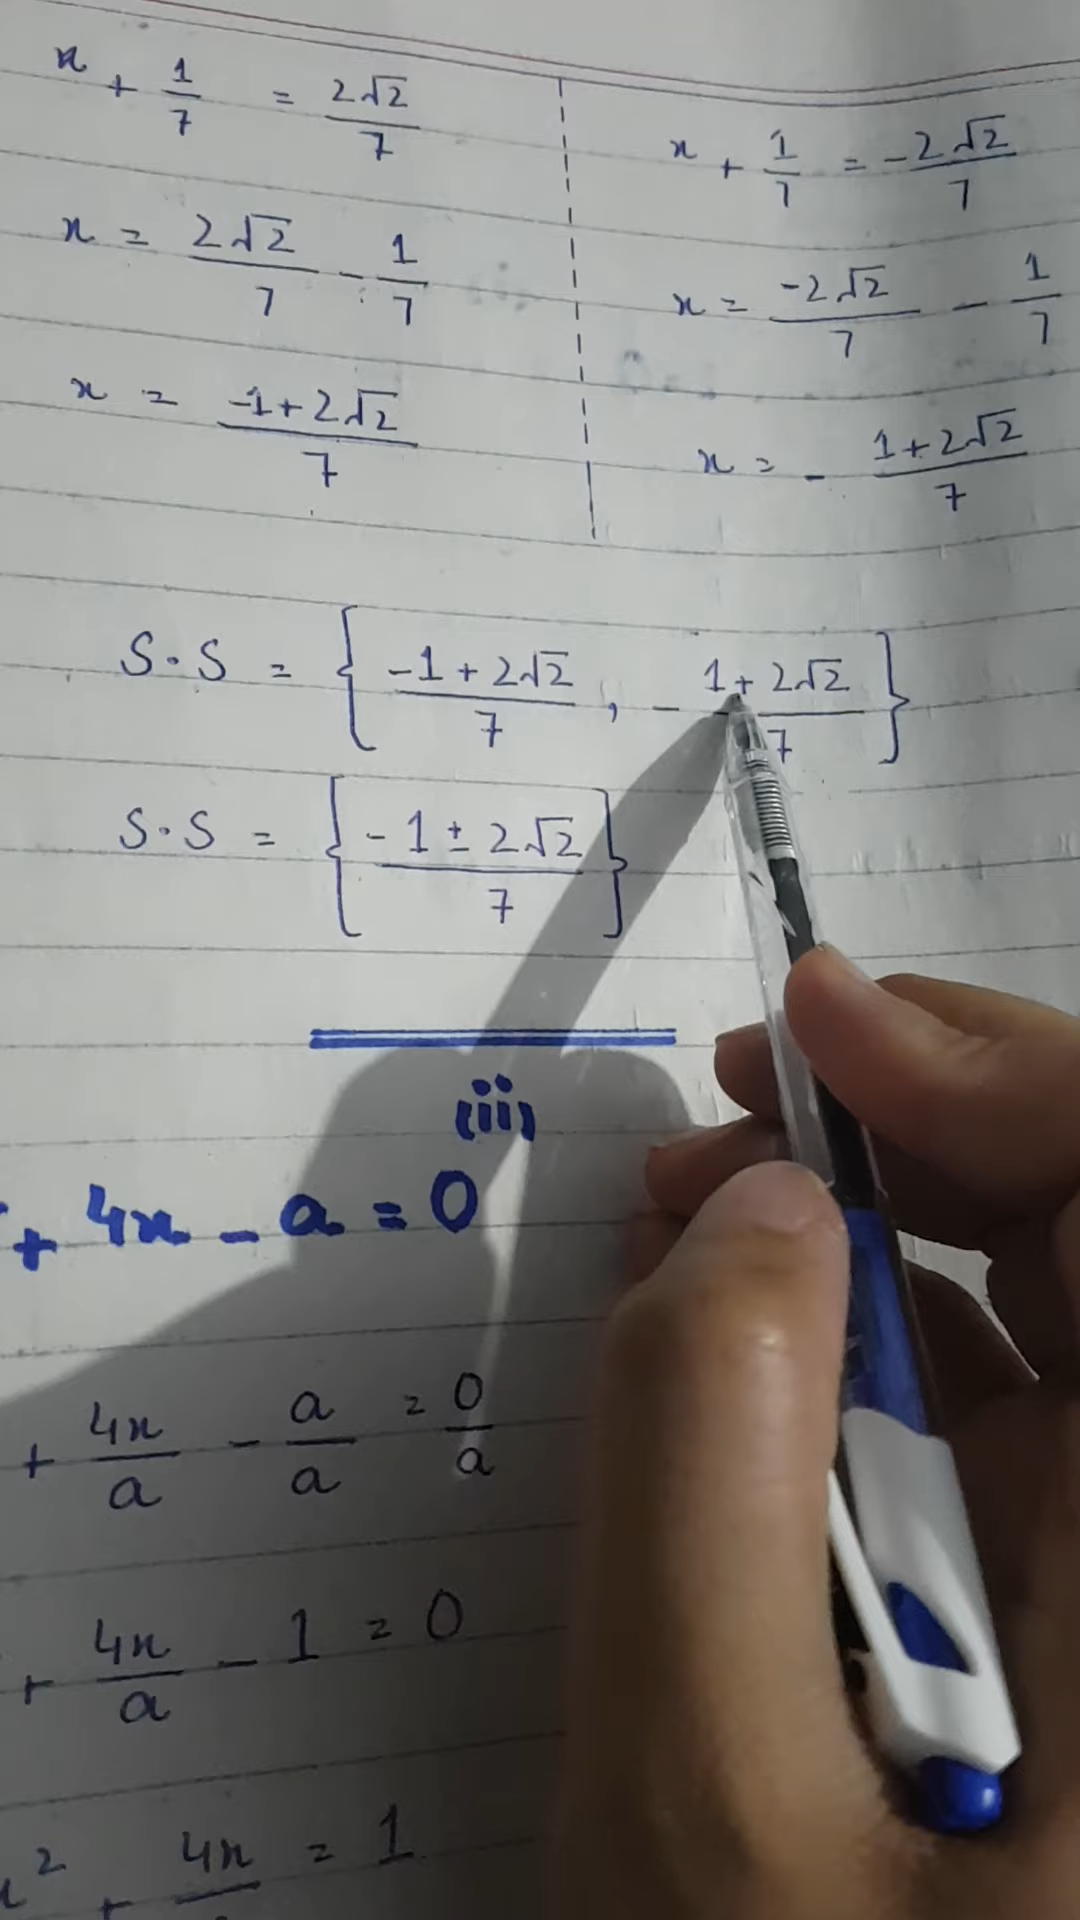 x + 1/7 = 2√2/7
x = 2√2/7 - 1/7
x = -1+2√2/7
x + 1/7 = -2√2/7
x = -2√2/7 - 1/7
x = - 1+2√2/7
S.S = { -1+2√2/7 , - 1+2√2/7 }
S.S = { -1±2√2/7 }
(ii)
+ 4x - a = 0
+ 4x/a - a/a = 0/a
+ 4x/a - 1 = 0
x² + 4x = 1